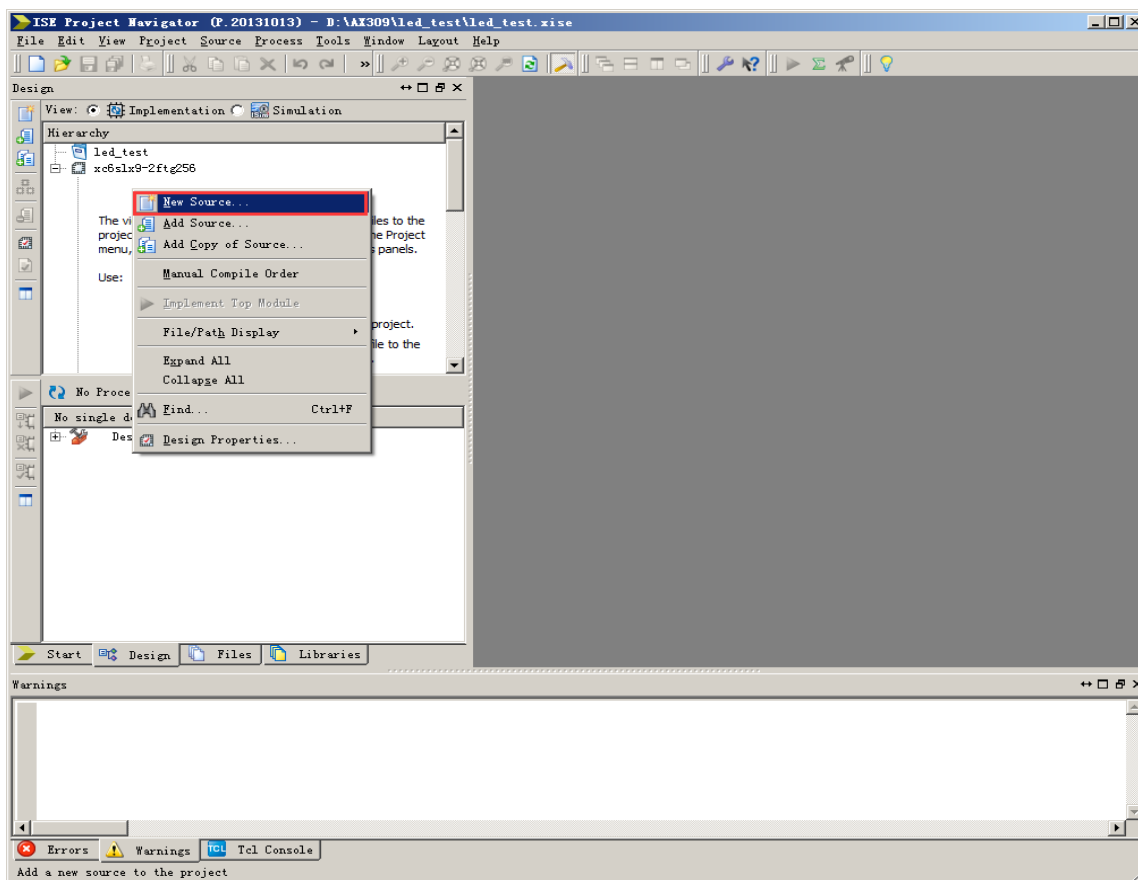 ISE Project Navigator (P.20131013) - D:\AX309\led_test\led_test.xise
File Edit View Project Source Process Tools Window Layout Help
Design
View: Implementation Simulation
Hierarchy
led_test
xc6slx9-2ftg256
New Source...
The vi les to the
Add Source...
projec he Project
Add Copy of Source...
menu, s panels.
Use:
Manual Compile Order
Implement Top Module
project.
File/Path Display
file to the
Expand All
Collapse All
No Proce
Find... Ctrl+F
No single d
Des
Design Properties...
Start Design Files Libraries
Warnings
Errors Warnings TCL Tcl Console
Add a new source to the project